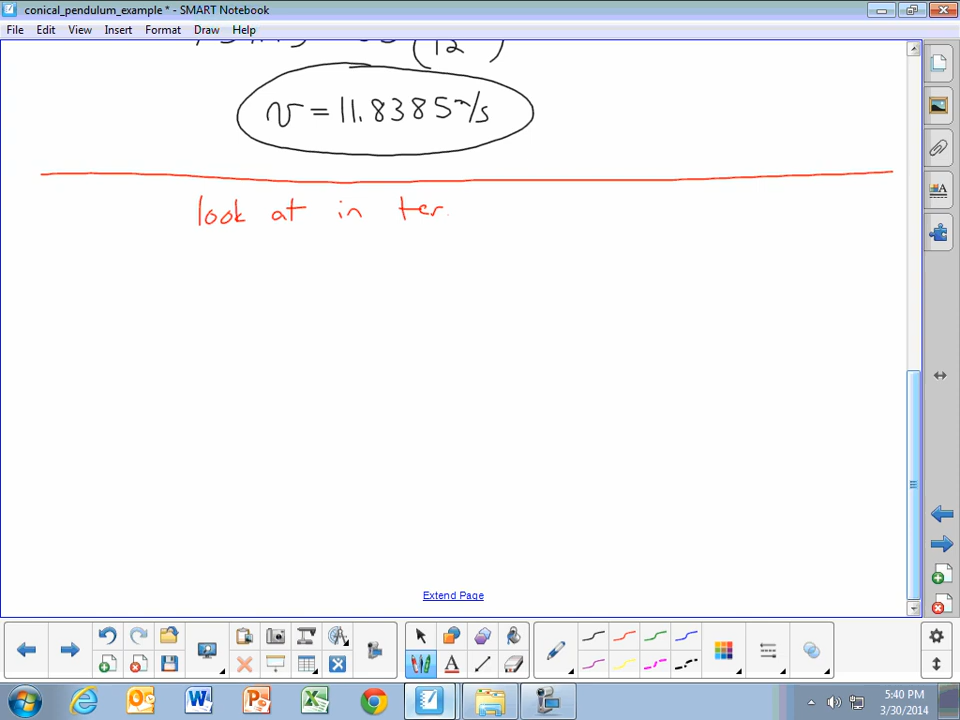 conical_pendulum_example * - SMART Notebook
File Edit View Insert Format Draw Help
12
v = 11.8385 m/s
look at in ter
Extend Page
5:40 PM
3/30/2014